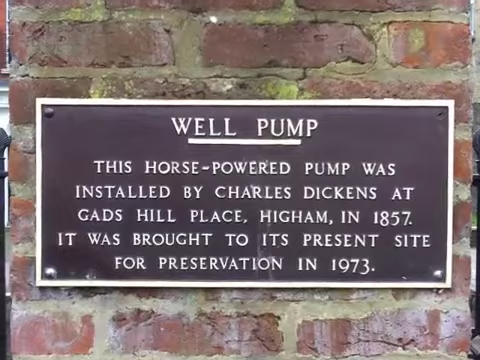 WELL PUMP
THIS HORSE-POWERED PUMP WAS
INSTALLED BY CHARLES DICKENS AT
GADS HILL PLACE, HIGHAM, IN 1857.
IT WAS BROUGHT TO ITS PRESENT SITE
FOR PRESERVATION IN 1973.